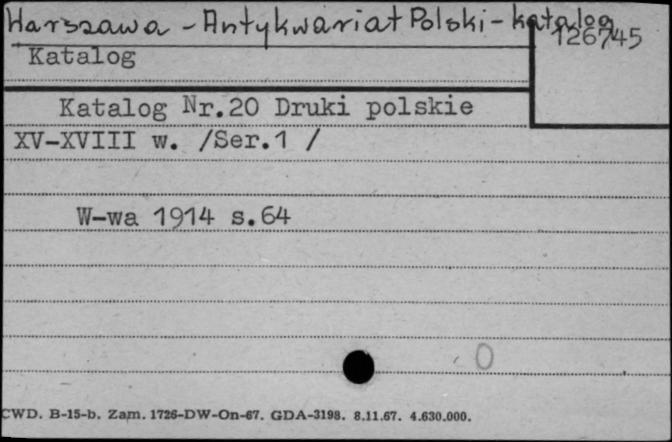 Warszawa - Antykwariat Polski - katalog
126745
Katalog
Katalog Nr.20 Druki polskie
XV-XVIII w. /Ser.1 /
W-wa 1914 s.64
0
CWD. B-15-b. Zam. 1726-DW-On-67. GDA-3198. 8.11.67. 4.630.000.